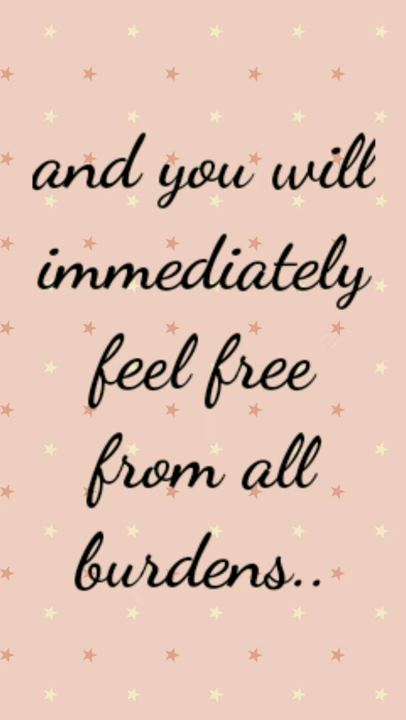 and you will
immediately
feel free
from all
burdens..